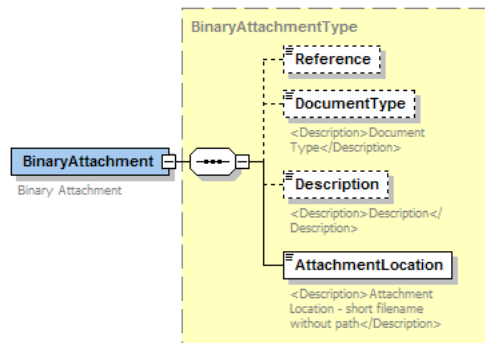 BinaryAttachmentType
Reference
DocumentType
<Description>Document
Type</Description>
BinaryAttachment
Binary Attachment
Description
<Description>Description</
Description>
AttachmentLocation
<Description>Attachment
Location - short filename
without path</Description>